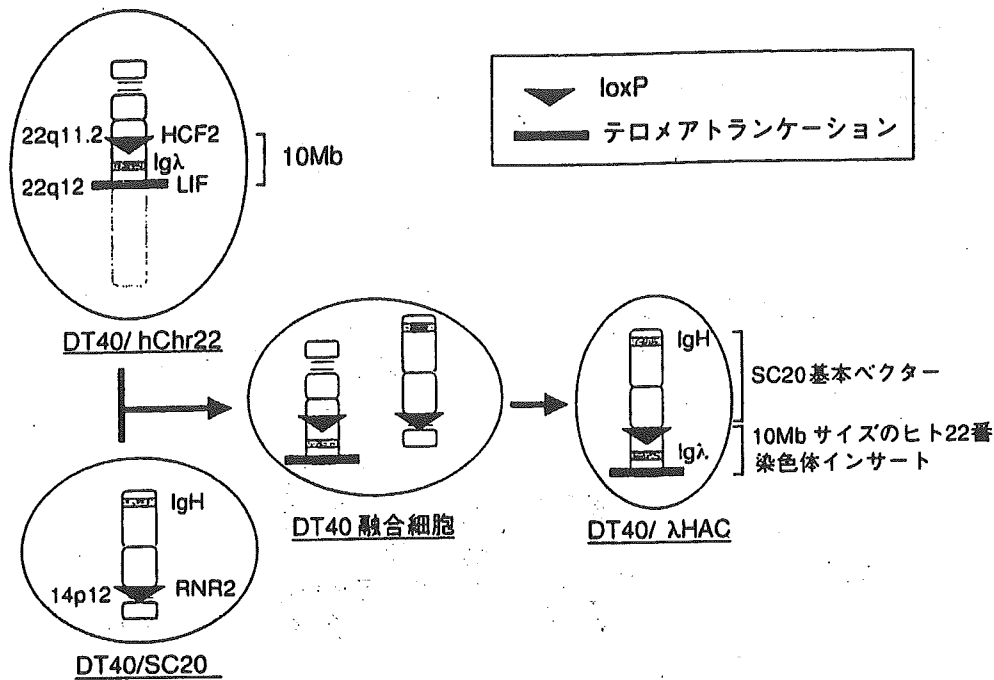 loxP
テロメアトランケーション
22q11.2
HCF2
Igλ
10Mb
22q12
LIF
DT40/ hChr22
IgH
14p12
RNR2
DT40/SC20
DT40 融合細胞
IgH
SC20基本ベクター
Igλ
10Mb サイズのヒト22番
染色体インサート
DT40/ λHAC